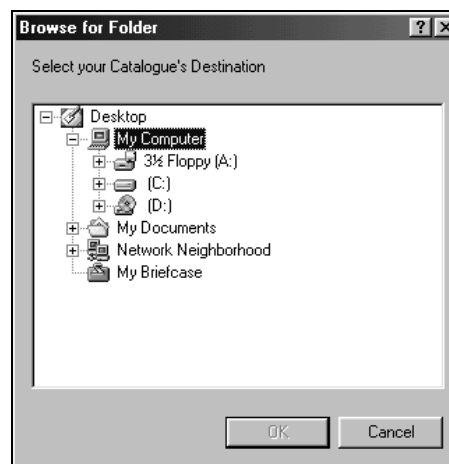 Browse for Folder
Select your Catalogue's Destination
Desktop
My Computer
3½ Floppy (A:)
(C:)
(D:)
My Documents
Network Neighborhood
My Briefcase
OK Cancel